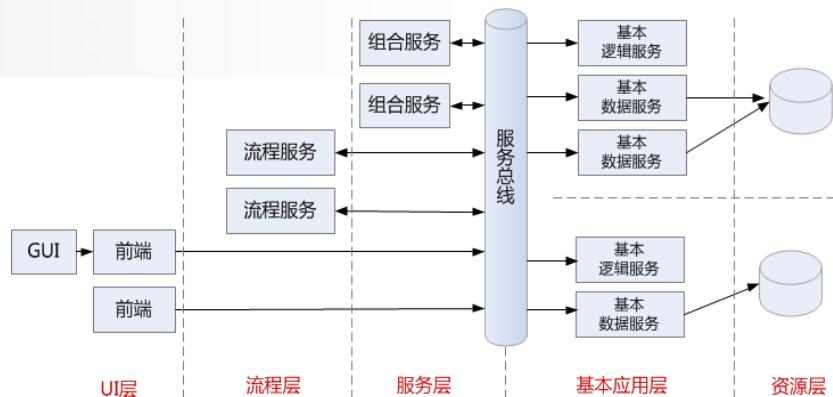 组合服务
基本
逻辑服务
组合服务
基本
数据服务
流程服务
服务总线
基本
数据服务
流程服务
GUI
前端
基本
逻辑服务
前端
基本
数据服务
UI层
流程层
服务层
基本应用层
资源层